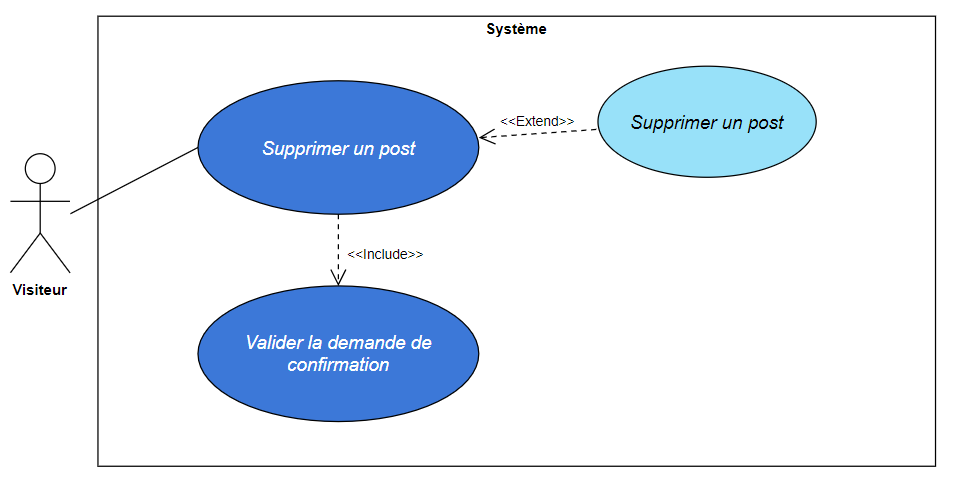 Système
Supprimer un post
<<Extend>>
Supprimer un post
<<Include>>
Visiteur
Valider la demande de
confirmation